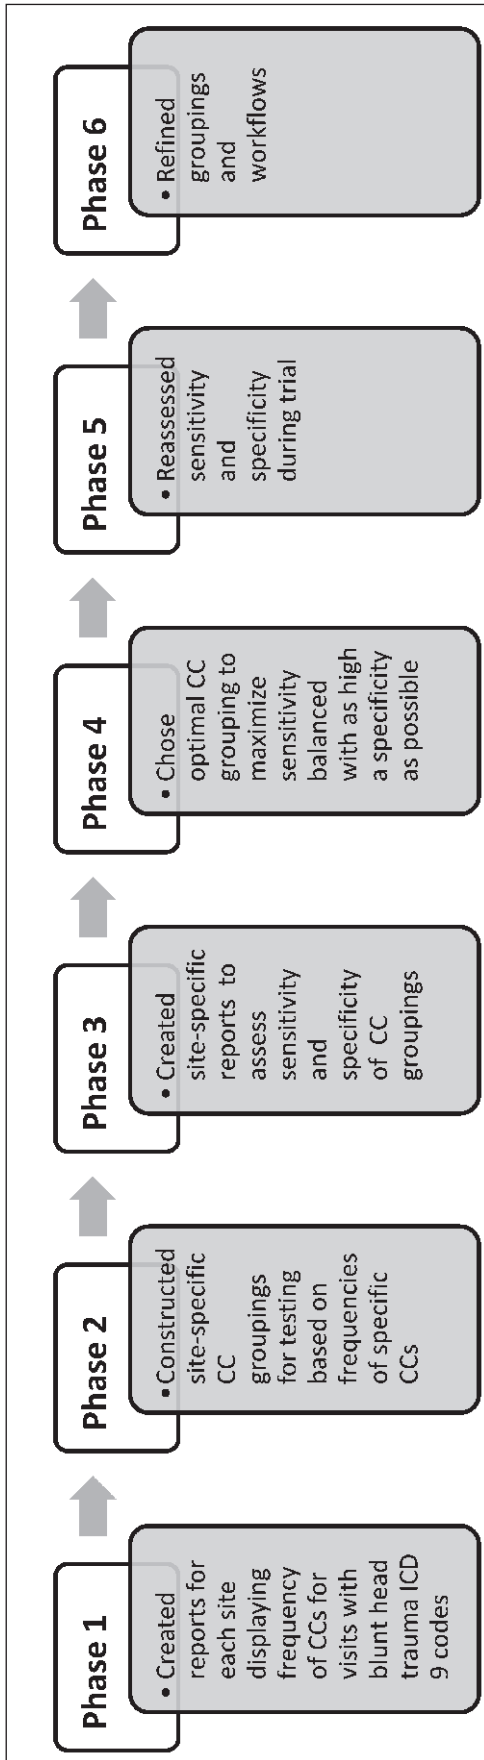 Phase 1
• Created
reports for
each site
displaying
frequency
of CCs for
visits with
blunt head
trauma ICD
9 codes
Phase 2
• Constructed
site-specific
CC
groupings
for testing
based on
frequencies
of specific
CCs
Phase 3
• Created
site-specific
reports to
assess
sensitivity
and
specificity
of CC
groupings
Phase 4
• Chose
optimal CC
grouping to
maximize
sensitivity
balanced
with as high
a specificity
as possible
Phase 5
• Reassessed
sensitivity
and
specificity
during trial
Phase 6
• Refined
groupings
and
workflows